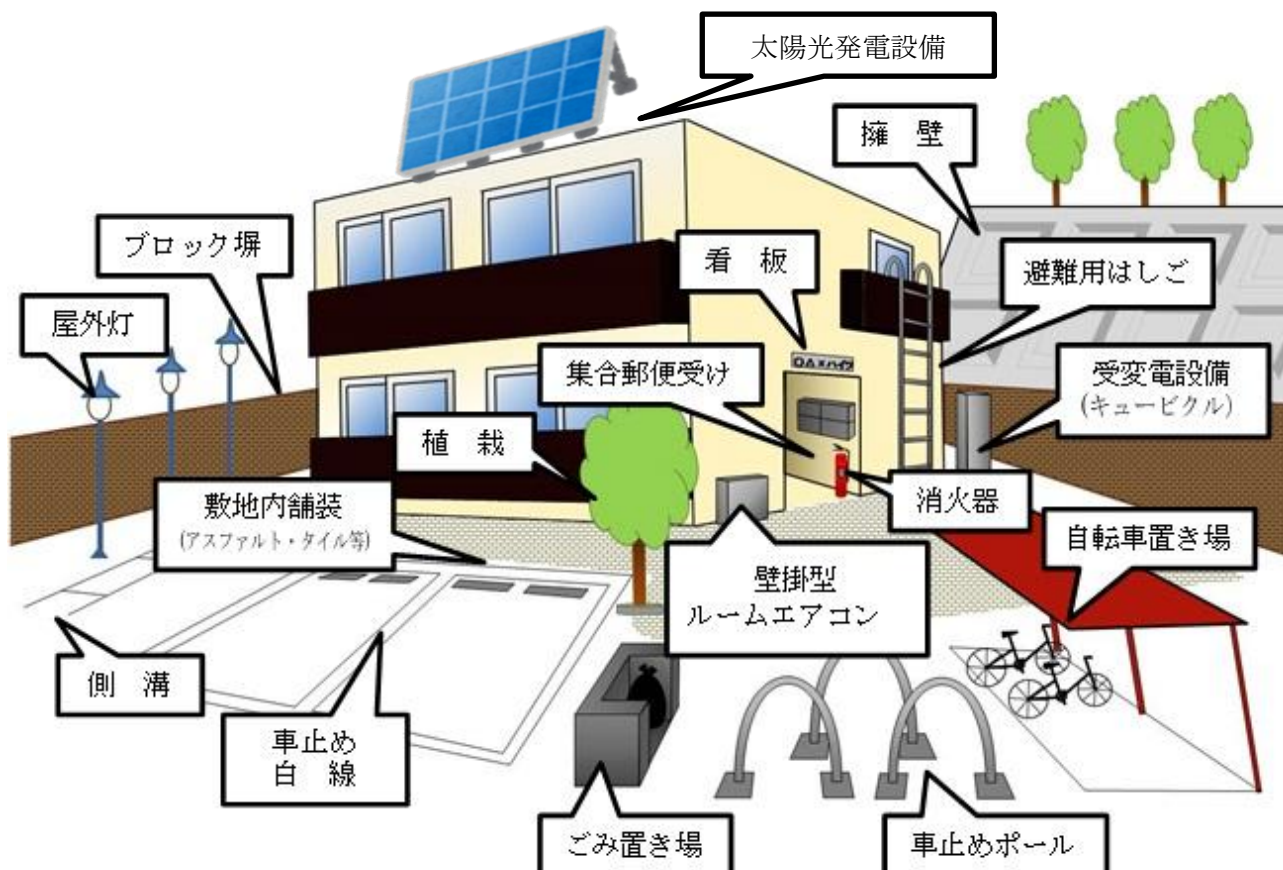 太陽光発電設備
擁 壁
ブロック塀
看 板
避難用はしご
屋外灯
集合郵便受け
受変電設備
(キュービクル)
植 栽
敷地内舗装
(アスファルト・タイル等)
消火器
自転車置き場
壁掛型
ルームエアコン
側 溝
車止め
白 線
ごみ置き場
車止めポール